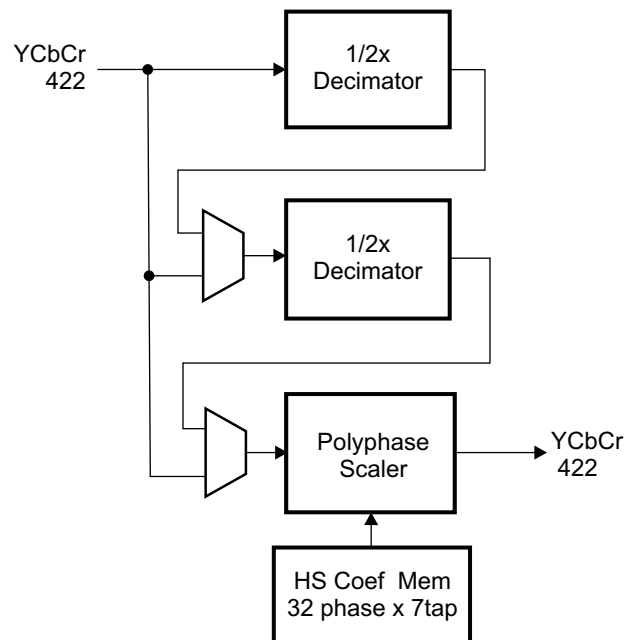 YCbCr
422
1/2x
Decimator
1/2x
Decimator
Polyphase
Scaler
YCbCr
422
HS Coef Mem
32 phase x 7tap